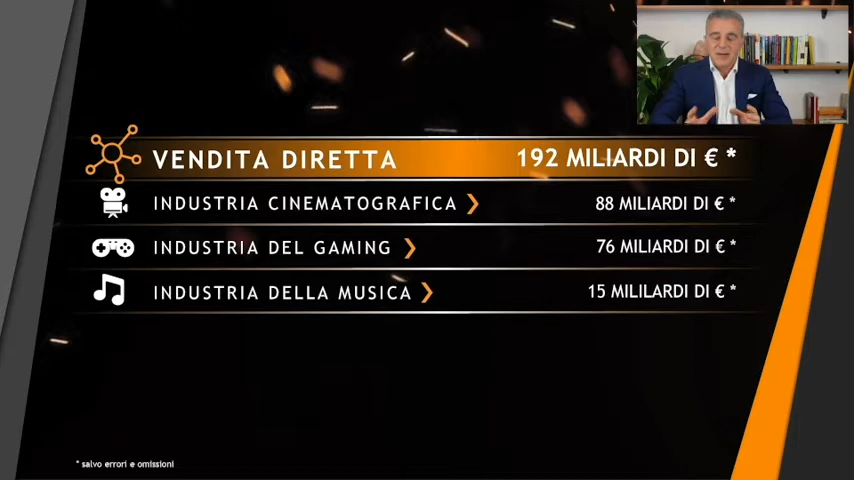 VENDITA DIRETTA 192 MILIARDI DI € *
INDUSTRIA CINEMATOGRAFICA 88 MILIARDI DI € *
INDUSTRIA DEL GAMING 76 MILIARDI DI € *
INDUSTRIA DELLA MUSICA 15 MILILARDI DI € *
* salvo errori e omissioni